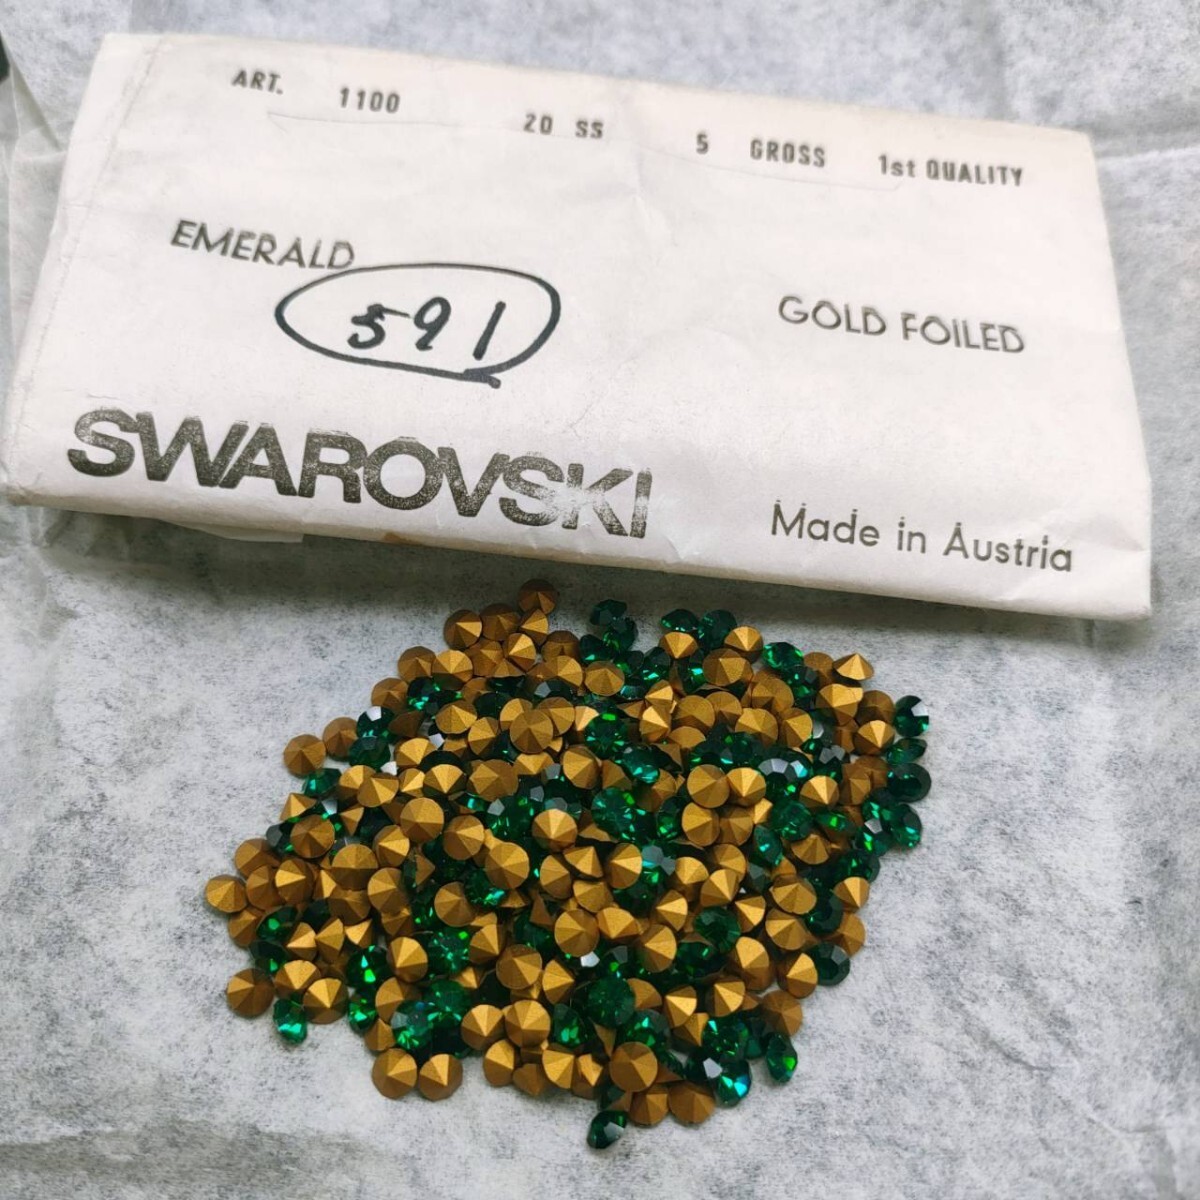 ART. 1100 20 SS 5 GROSS 1st QUALITY
EMERALD
591
GOLD FOILED
SWAROVSKI
Made in Austria